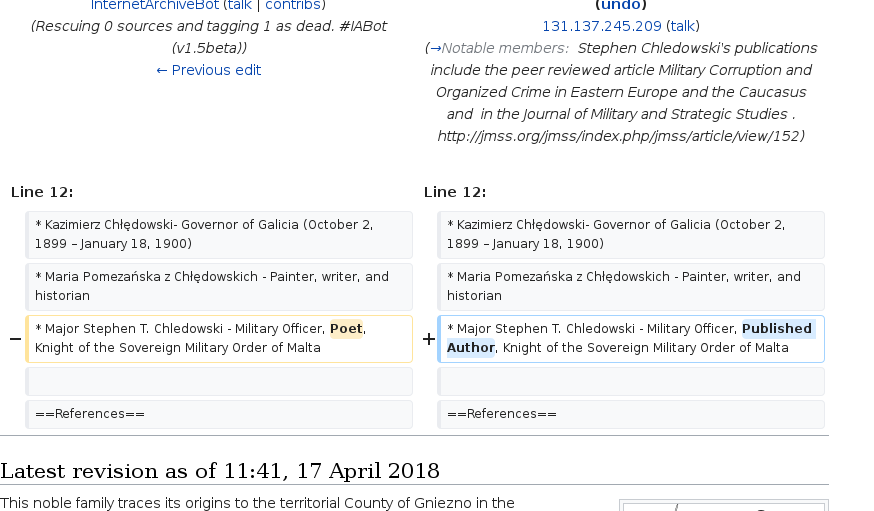 InternetArchiveBot (talk | contribs)
(Rescuing 0 sources and tagging 1 as dead. #IABot
(v1.5beta))
← Previous edit
(undo)
131.137.245.209 (talk)
(→Notable members: Stephen Chledowski's publications
include the peer reviewed article Military Corruption and
Organized Crime in Eastern Europe and the Caucasus
and in the Journal of Military and Strategic Studies .
http://jmss.org/jmss/index.php/jmss/article/view/152)
Line 12:
* Kazimierz Chłędowski- Governor of Galicia (October 2,
1899 – January 18, 1900)
* Maria Pomezańska z Chłędowskich - Painter, writer, and
historian
− * Major Stephen T. Chledowski - Military Officer, Poet,
Knight of the Sovereign Military Order of Malta
==References==
Line 12:
* Kazimierz Chłędowski- Governor of Galicia (October 2,
1899 – January 18, 1900)
* Maria Pomezańska z Chłędowskich - Painter, writer, and
historian
+ * Major Stephen T. Chledowski - Military Officer, Published
Author, Knight of the Sovereign Military Order of Malta
==References==
Latest revision as of 11:41, 17 April 2018
This noble family traces its origins to the territorial County of Gniezno in the